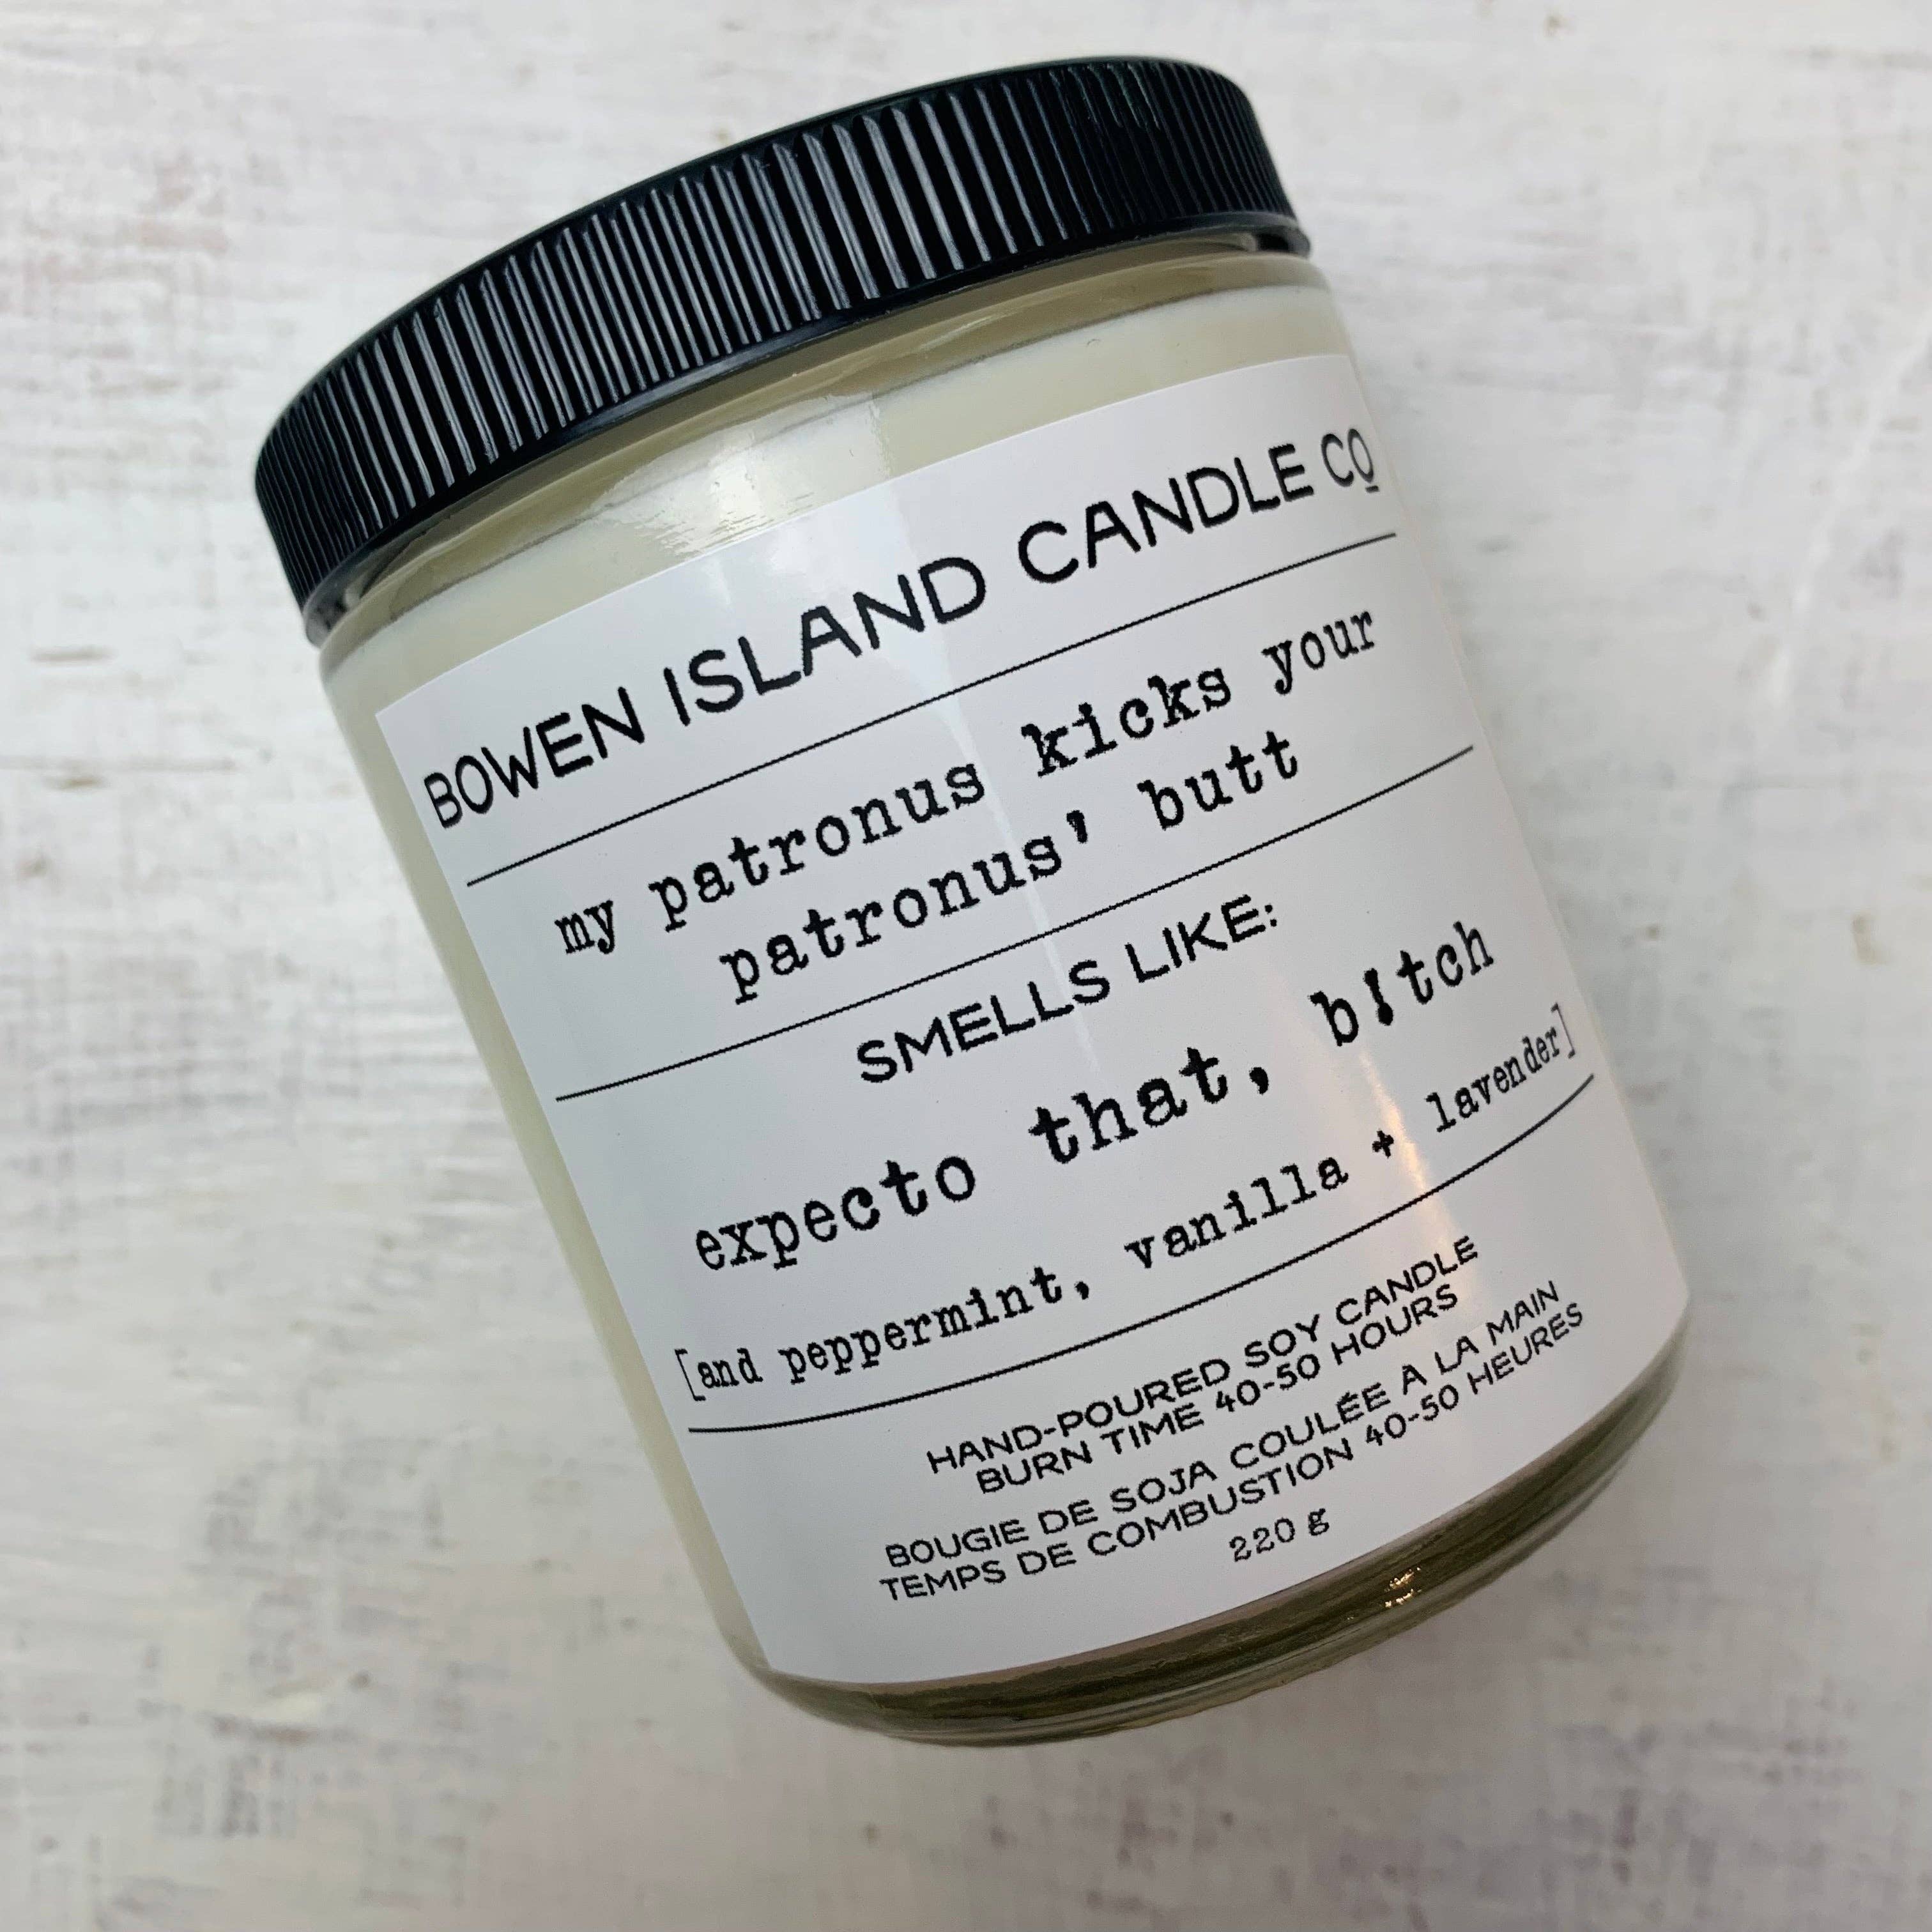 BOWEN ISLAND CANDLE CO
my patronus kicks your
patronus' butt
SMELLS LIKE:
expecto that, b!tch
[and peppermint, vanilla + lavender]
HAND-POURED SOY CANDLE
BURN TIME 40-50 HOURS
BOUGIE DE SOJA COULÉE À LA MAIN
TEMPS DE COMBUSTION 40-50 HEURES
220 g